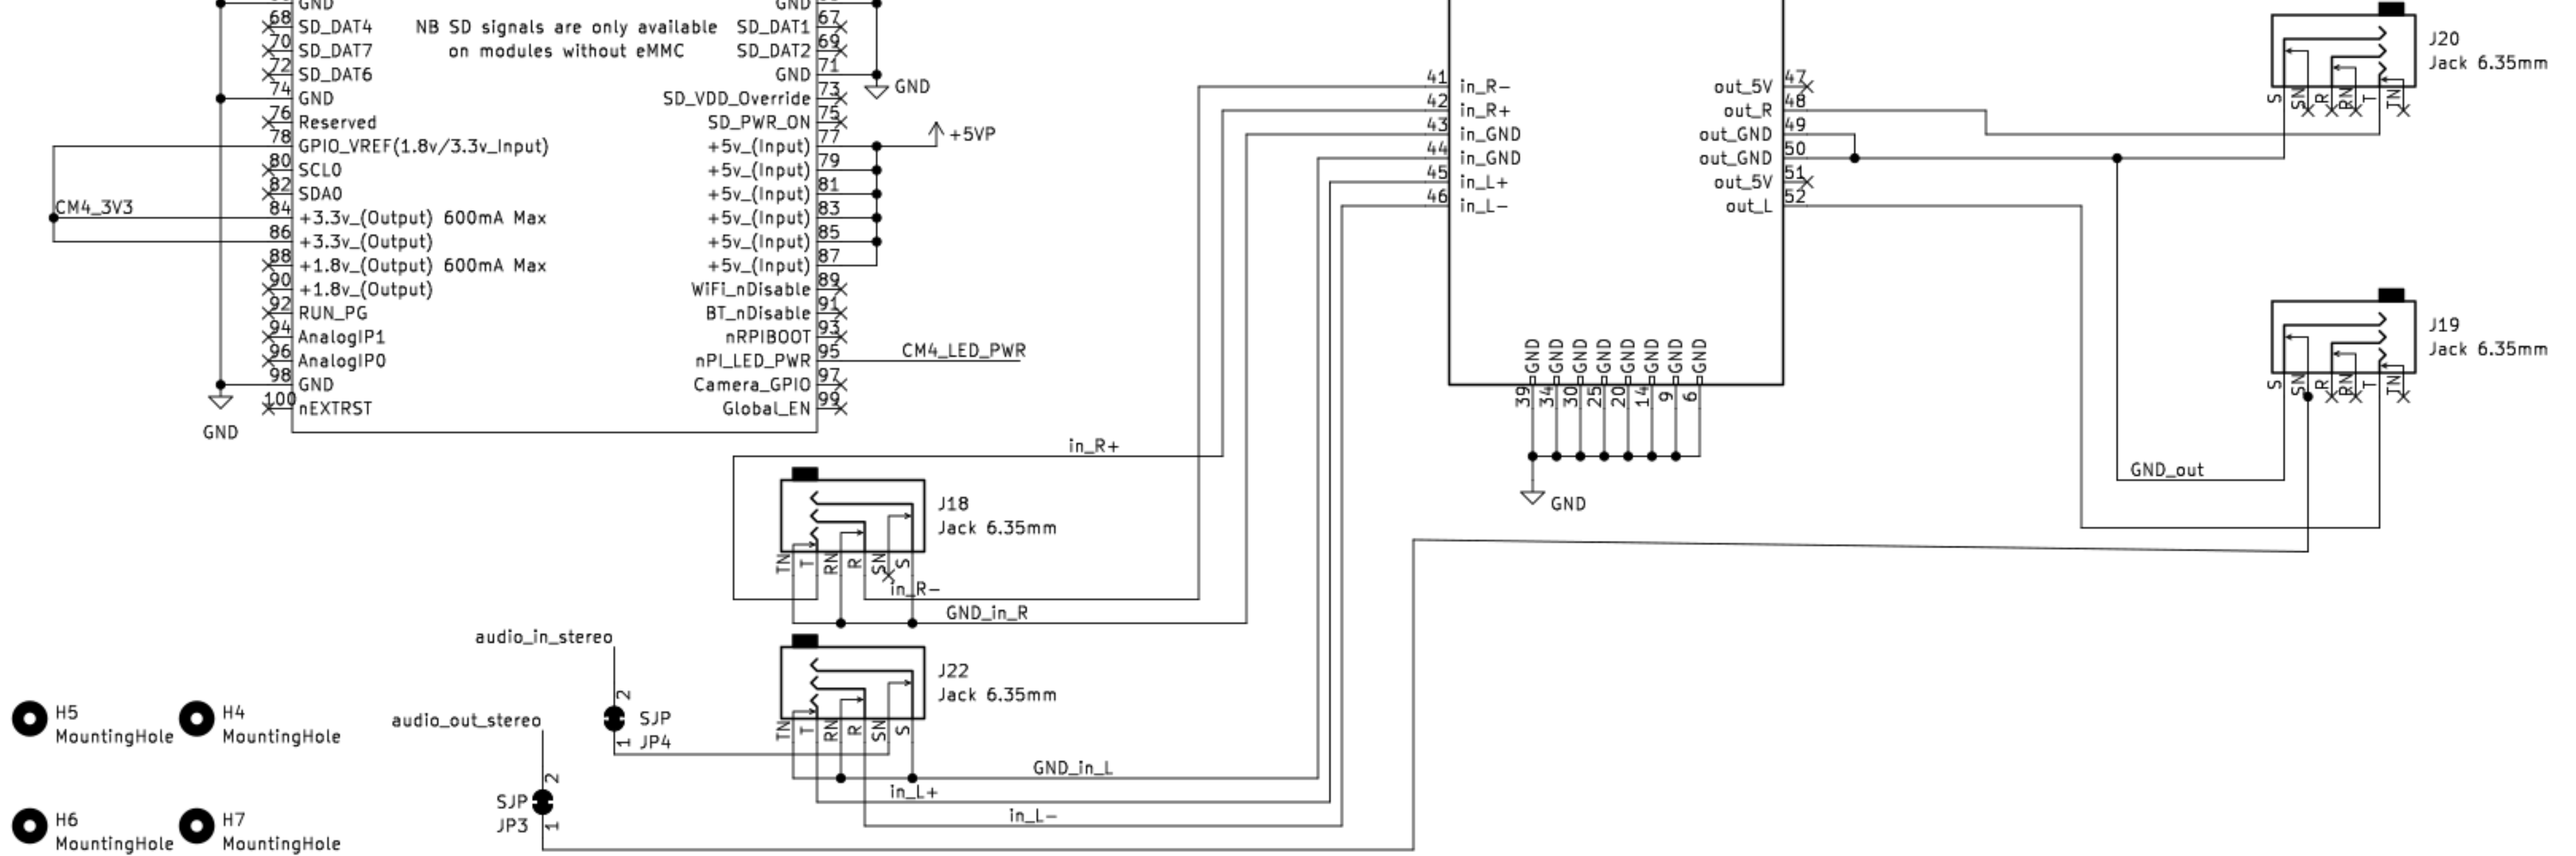 GND
68 SD_DAT4
70 SD_DAT7
72 SD_DAT6
74 GND
76 Reserved
78 GPIO_VREF(1.8v/3.3v_Input)
80 SCL0
82 SDA0
CM4_3V3
84 +3.3v_(Output) 600mA Max
86 +3.3v_(Output)
88 +1.8v_(Output) 600mA Max
90 +1.8v_(Output)
92 RUN_PG
94 AnalogIP1
96 AnalogIP0
98 GND
100 nEXTRST
GND
NB SD signals are only available
on modules without eMMC
GND
SD_DAT1 67
SD_DAT2 69
GND 71
GND
SD_VDD_Override 73
SD_PWR_ON 75
+5v_(Input) 77
+5VP
+5v_(Input) 79
+5v_(Input) 81
+5v_(Input) 83
+5v_(Input) 85
+5v_(Input) 87
WiFi_nDisable 89
BT_nDisable 91
nRPIBOOT 93
nPI_LED_PWR 95
CM4_LED_PWR
Camera_GPIO 97
Global_EN 99
41 in_R-
42 in_R+
43 in_GND
44 in_GND
45 in_L+
46 in_L-
out_5V 47
out_R 48
out_GND 49
out_GND 50
out_5V 51
out_L 52
GND GND GND GND GND GND GND GND
39 34 30 25 20 14 9 6
GND
J20
Jack 6.35mm
S SN R RN T TN
J19
Jack 6.35mm
S SN R RN T TN
GND_out
in_R+
J18
Jack 6.35mm
TN T RN R SN S
in_R-
GND_in_R
audio_in_stereo
J22
Jack 6.35mm
TN T RN R SN S
2
SJP
1 JP4
audio_out_stereo
GND_in_L
in_L+
in_L-
2
SJP
JP3 1
H5
MountingHole
H4
MountingHole
H6
MountingHole
H7
MountingHole